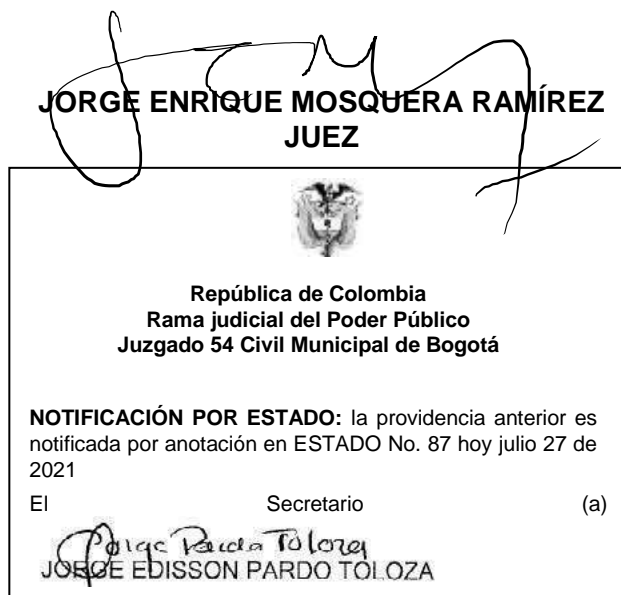 JORGE ENRIQUE MOSQUERA RAMÍREZ
JUEZ
República de Colombia
Rama judicial del Poder Público
Juzgado 54 Civil Municipal de Bogotá
NOTIFICACIÓN POR ESTADO: la providencia anterior es
notificada por anotación en ESTADO No. 87 hoy julio 27 de
2021
El Secretario (a)
Jorge Pardo Toloza
JORGE EDISSON PARDO TOLOZA